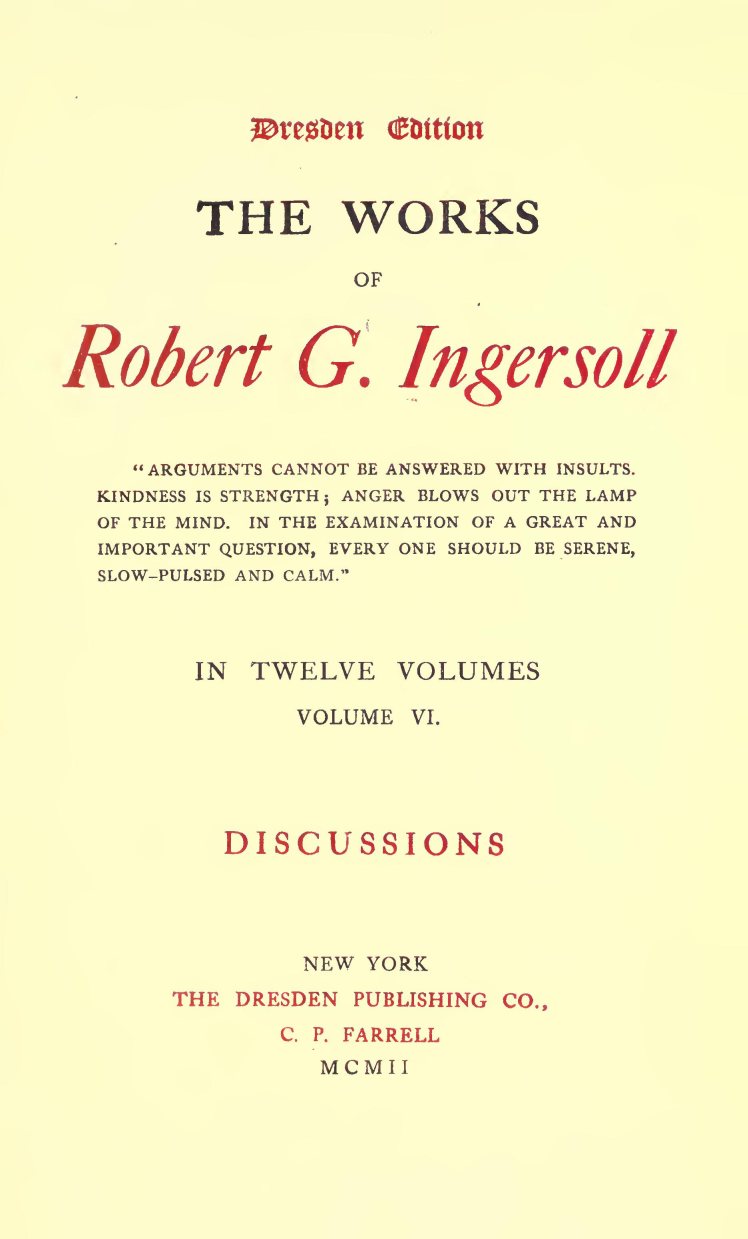 Dresden Edition
THE WORKS
OF
Robert G. Ingersoll
"ARGUMENTS CANNOT BE ANSWERED WITH INSULTS.
KINDNESS IS STRENGTH; ANGER BLOWS OUT THE LAMP
OF THE MIND. IN THE EXAMINATION OF A GREAT AND
IMPORTANT QUESTION, EVERY ONE SHOULD BE SERENE,
SLOW-PULSED AND CALM."
IN TWELVE VOLUMES
VOLUME VI.
DISCUSSIONS
NEW YORK
THE DRESDEN PUBLISHING CO.,
C. P. FARRELL
MCMII